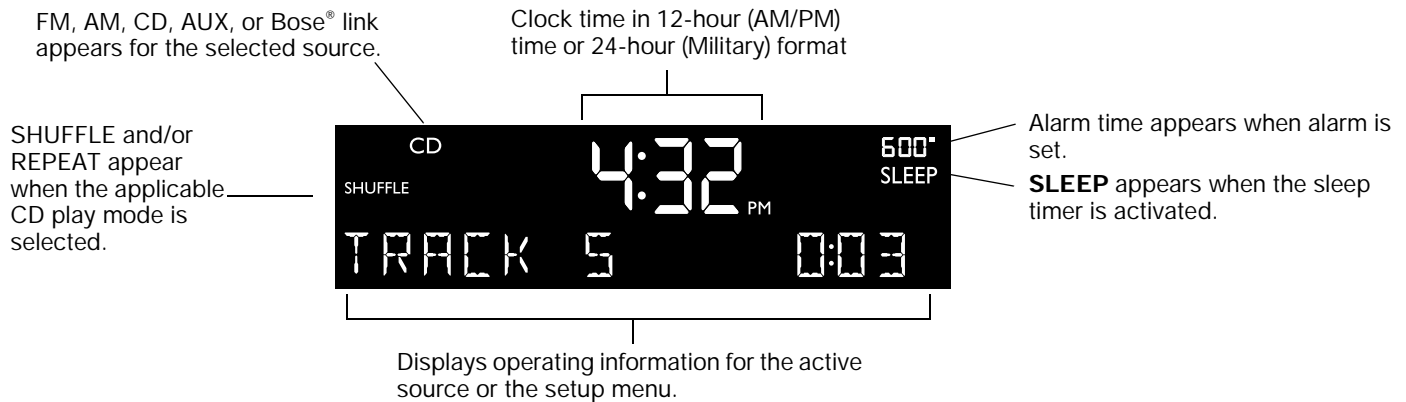 FM, AM, CD, AUX, or Bose® link
appears for the selected source.
Clock time in 12-hour (AM/PM)
time or 24-hour (Military) format
SHUFFLE and/or
REPEAT appear
when the applicable
CD play mode is
selected.
CD
SHUFFLE
4:32 PM
600
SLEEP
TRACK 5 0:03
Alarm time appears when alarm is
set.
SLEEP appears when the sleep
timer is activated.
Displays operating information for the active
source or the setup menu.